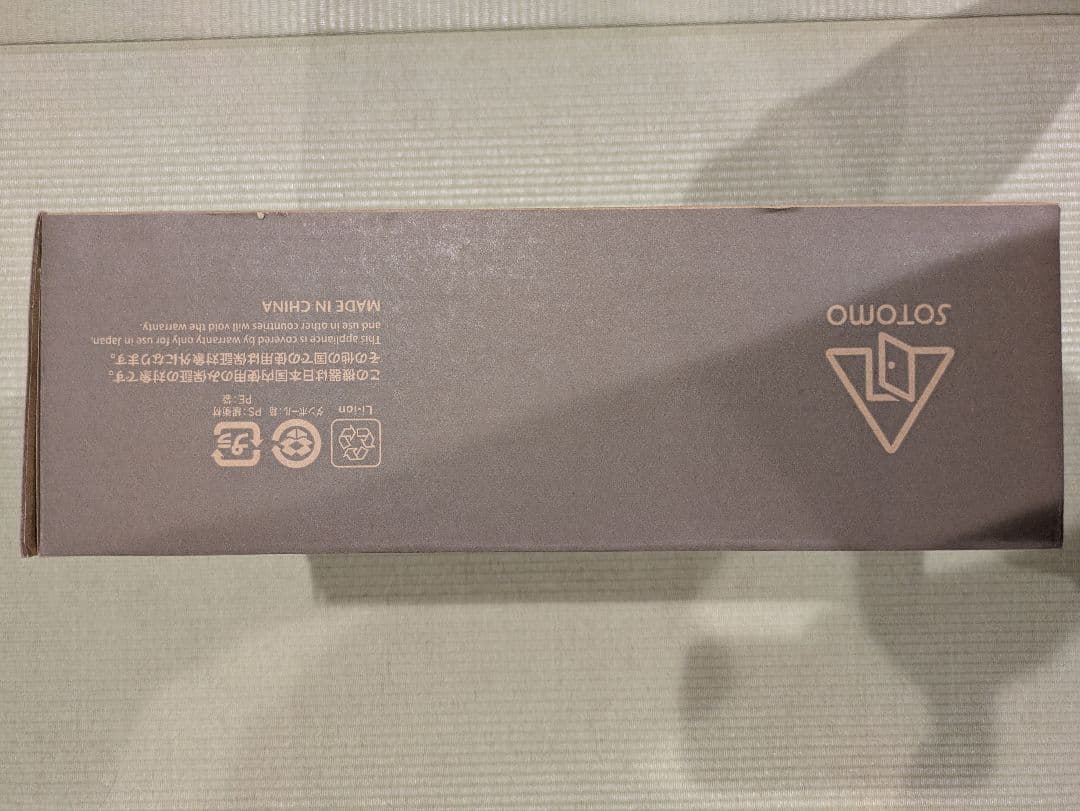 SOTOMO
Li-ion
プラ
ダンボール:箱 PS:緩衝材
PE:袋
この機器は日本国内使用のみ保証の対象です。
その他の国での使用は保証対象外になります。
This appliance is covered by warranty only for use in Japan,
and use in other countries will void the warranty.
MADE IN CHINA